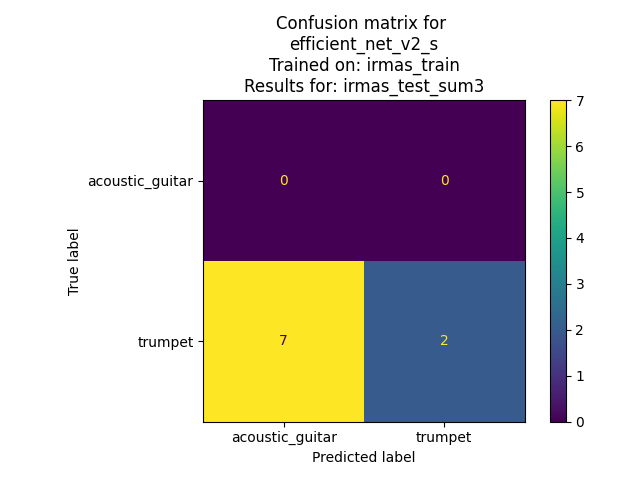 Confusion matrix for
efficient_net_v2_s
Trained on: irmas_train
Results for: irmas_test_sum3
True label
acoustic_guitar
0 0
trumpet
7 2
acoustic_guitar trumpet
Predicted label
7
6
5
4
3
2
1
0